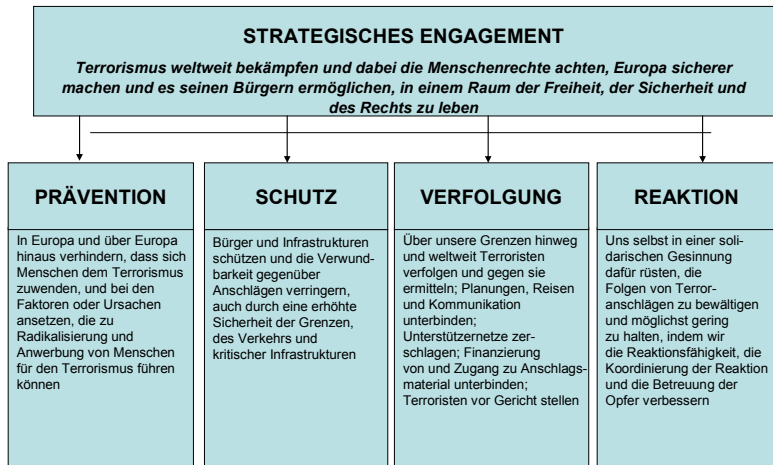 STRATEGISCHES ENGAGEMENT
Terrorismus weltweit bekämpfen und dabei die Menschenrechte achten, Europa sicherer
machen und es seinen Bürgern ermöglichen, in einem Raum der Freiheit, der Sicherheit und
des Rechts zu leben
PRÄVENTION
In Europa und über Europa
hinaus verhindern, dass sich
Menschen dem Terrorismus
zuwenden, und bei den
Faktoren oder Ursachen
ansetzen, die zu
Radikalisierung und
Anwerbung von Menschen
für den Terrorismus führen
können
SCHUTZ
Bürger und Infrastrukturen
schützen und die Verwund-
barkeit gegenüber
Anschlägen verringern,
auch durch eine erhöhte
Sicherheit der Grenzen,
des Verkehrs und
kritischer Infrastrukturen
VERFOLGUNG
Über unsere Grenzen hinweg
und weltweit Terroristen
verfolgen und gegen sie
ermitteln; Planungen, Reisen
und Kommunikation
unterbinden;
Unterstützernetze zer-
schlagen; Finanzierung
von und Zugang zu Anschlags-
material unterbinden;
Terroristen vor Gericht stellen
REAKTION
Uns selbst in einer soli-
darischen Gesinnung
dafür rüsten, die
Folgen von Terror-
anschlägen zu bewältigen
und möglichst gering
zu halten, indem wir
die Reaktionsfähigkeit, die
Koordinierung der Reaktion
und die Betreuung der
Opfer verbessern